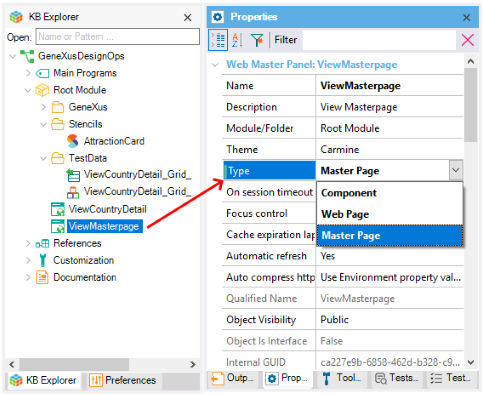 KB Explorer
Open: Name or Pattern ...
GeneXusDesignOps
Main Programs
Root Module
GeneXus
Stencils
AttractionCard
TestData
ViewCountryDetail_Grid_
ViewCountryDetail_Grid_
ViewCountryDetail
ViewMasterpage
References
Customization
Documentation
KB Explorer Preferences
Properties
Filter
Web Master Panel: ViewMasterpage
Name ViewMasterpage
Description View Masterpage
Module/Folder Root Module
Theme Carmine
Type Master Page
Component
Web Page
Master Page
On session timeout
Focus control
Cache expiration lap
Automatic refresh Yes
Auto compress http Use Environment property val...
Qualified Name ViewMasterpage
Object Visibility Public
Object Is Interface False
Internal GUID ca227e9b-6858-462d-b328-c9...
Outp... Prop... Tool... Tests... Test...